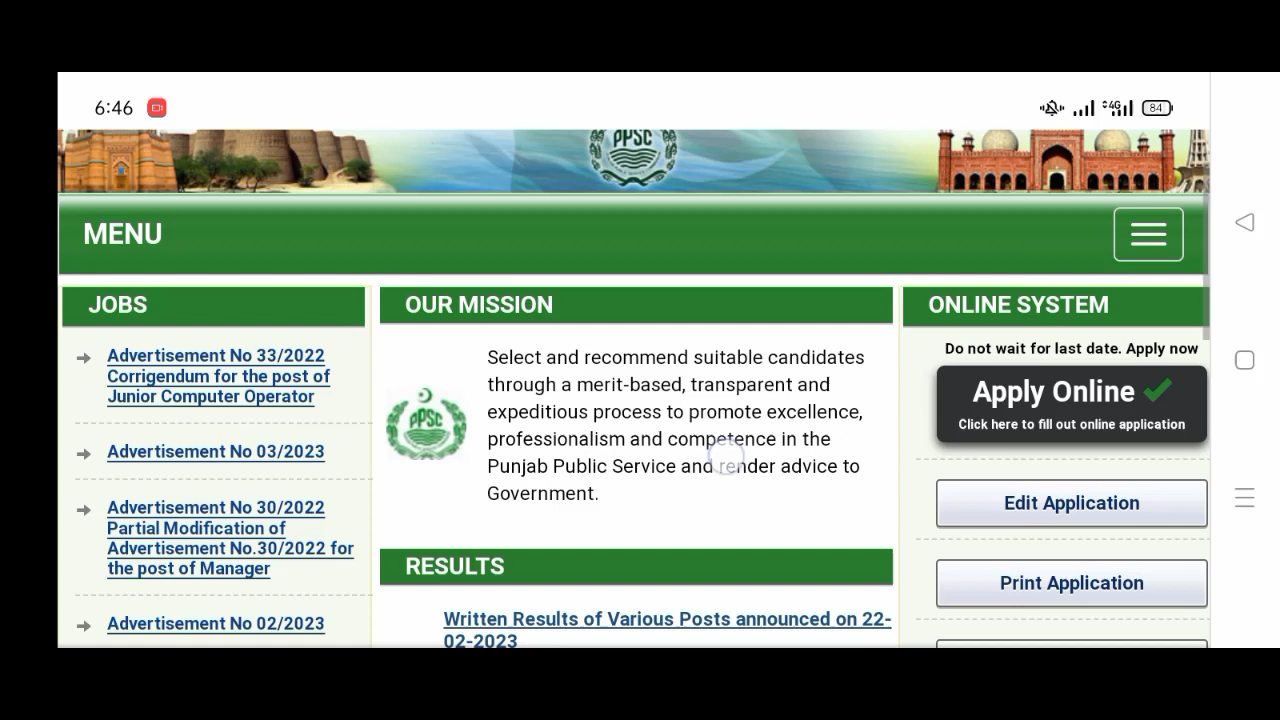 6:46
4G
84
PPSC
MENU
JOBS
Advertisement No 33/2022
Corrigendum for the post of
Junior Computer Operator
Advertisement No 03/2023
Advertisement No 30/2022
Partial Modification of
Advertisement No.30/2022 for
the post of Manager
Advertisement No 02/2023
OUR MISSION
PPSC
Select and recommend suitable candidates
through a merit-based, transparent and
expeditious process to promote excellence,
professionalism and competence in the
Punjab Public Service and render advice to
Government.
RESULTS
Written Results of Various Posts announced on 22-
02-2023
ONLINE SYSTEM
Do not wait for last date. Apply now
Apply Online
Click here to fill out online application
Edit Application
Print Application